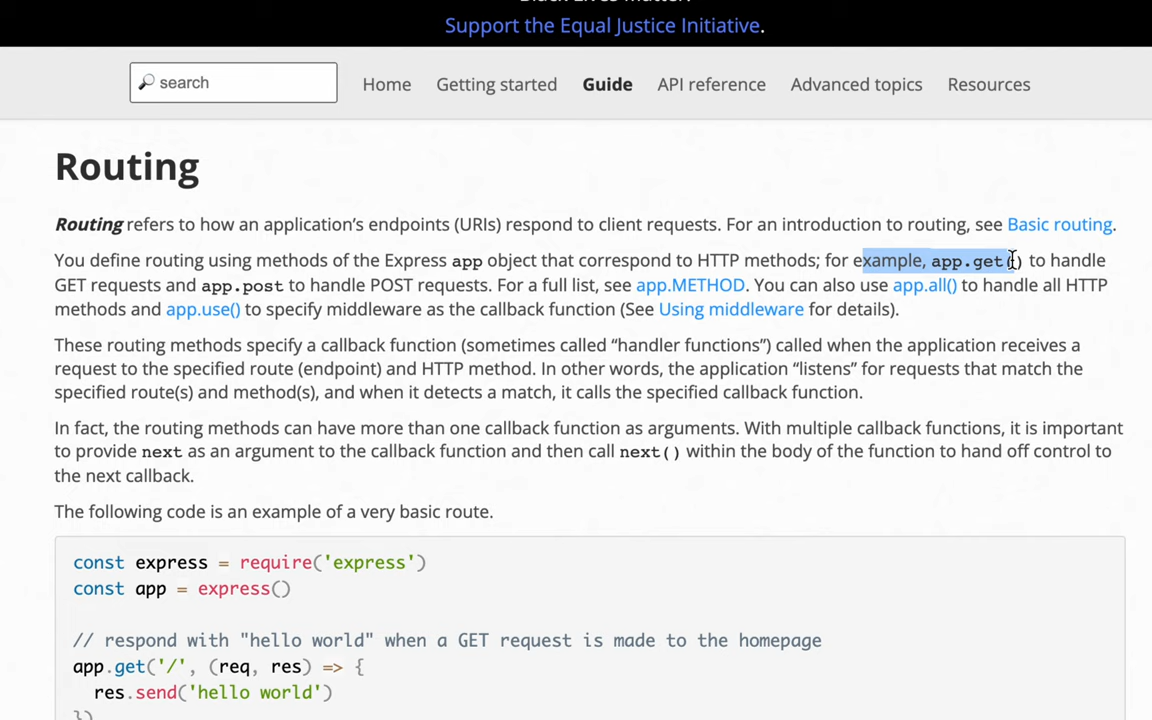 Black Lives Matter.
Support the Equal Justice Initiative.
search
Home Getting started Guide API reference Advanced topics Resources
Routing
Routing refers to how an application’s endpoints (URIs) respond to client requests. For an introduction to routing, see Basic routing.
You define routing using methods of the Express app object that correspond to HTTP methods; for example, app.get() to handle
GET requests and app.post to handle POST requests. For a full list, see app.METHOD. You can also use app.all() to handle all HTTP
methods and app.use() to specify middleware as the callback function (See Using middleware for details).
These routing methods specify a callback function (sometimes called “handler functions”) called when the application receives a
request to the specified route (endpoint) and HTTP method. In other words, the application “listens” for requests that match the
specified route(s) and method(s), and when it detects a match, it calls the specified callback function.
In fact, the routing methods can have more than one callback function as arguments. With multiple callback functions, it is important
to provide next as an argument to the callback function and then call next() within the body of the function to hand off control to
the next callback.
The following code is an example of a very basic route.
const express = require('express')
const app = express()
// respond with "hello world" when a GET request is made to the homepage
app.get('/', (req, res) => {
res.send('hello world')
})